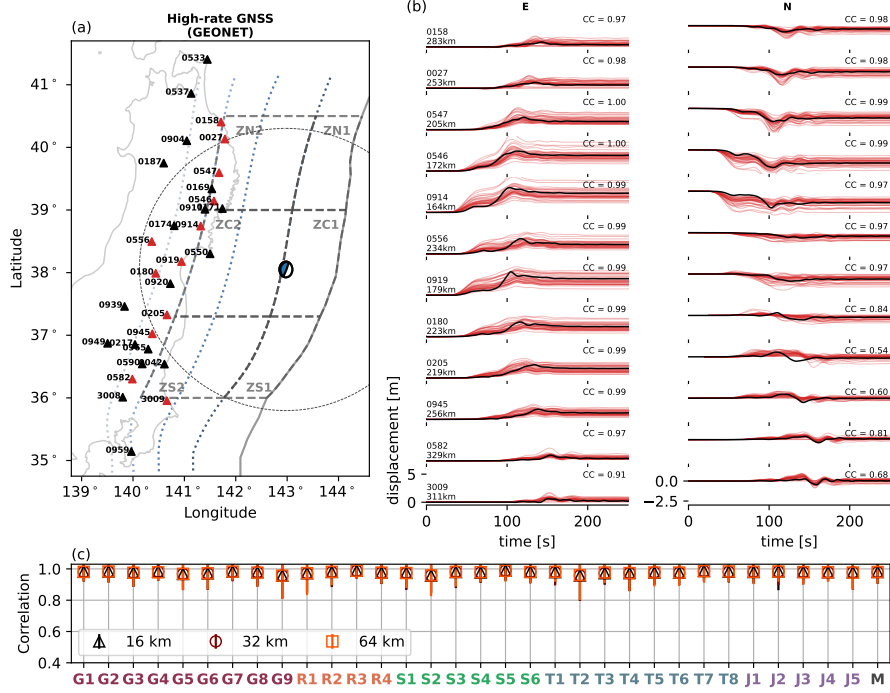 (a)
High-rate GNSS
(GEONET)
Latitude
41°
40°
39°
38°
37°
36°
35°
0533
0537
0158
0027
ZN2
ZN1
0904
0187
0547
0169
0546
0174
0914
ZC2
ZC1
0556
0550
0919
0180
0920
0939
0205
0945
0949
0217
0590
0582
ZS2
ZS1
3008
3009
0959
139
140
141
142
143
144
Longitude
(b)
E
N
displacement [m]
0158
283km
CC = 0.97
CC = 0.98
0027
253km
CC = 0.98
CC = 0.98
0547
205km
CC = 1.00
CC = 0.99
0546
172km
CC = 1.00
CC = 0.99
0914
164km
CC = 0.99
CC = 0.97
0556
234km
CC = 0.99
CC = 0.97
0919
179km
CC = 0.99
CC = 0.97
0180
223km
CC = 0.99
CC = 0.84
0205
219km
CC = 0.99
CC = 0.54
0945
256km
CC = 0.99
CC = 0.60
0582
329km
CC = 0.97
CC = 0.81
3009
311km
CC = 0.91
CC = 0.68
5
0
0.0
−2.5
0
100
200
time [s]
0
100
200
time [s]
(c)
Correlation
1.0
0.8
0.6
0.4
16 km
32 km
64 km
G1 G2 G3 G4 G5 G6 G7 G8 G9 R1 R2 R3 R4 S1 S2 S3 S4 S5 S6 T1 T2 T3 T4 T5 T6 T7 T8 J1 J2 J3 J4 J5 M